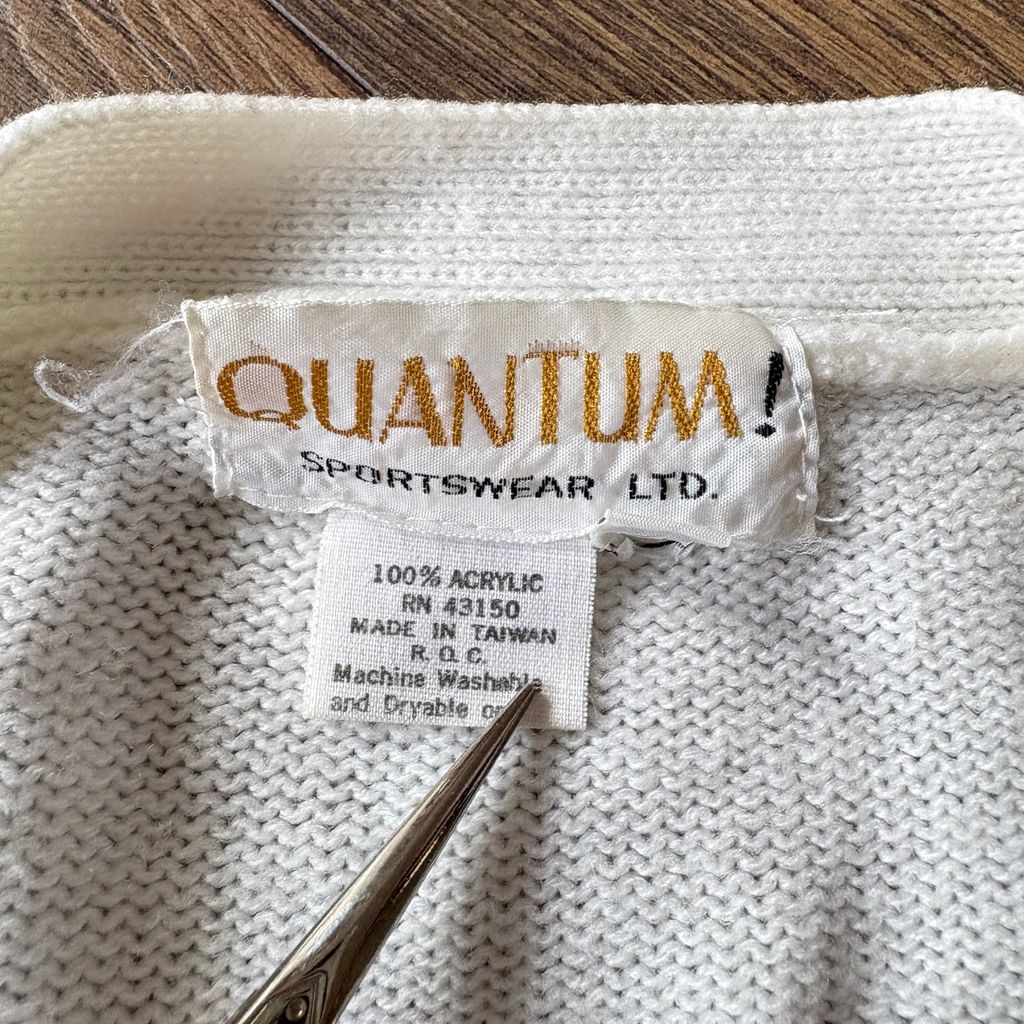 QUANTUM!
SPORTSWEAR LTD.
100% ACRYLIC
RN 43150
MADE IN TAIWAN
R.O.C.
Machine Washable
and Dryable